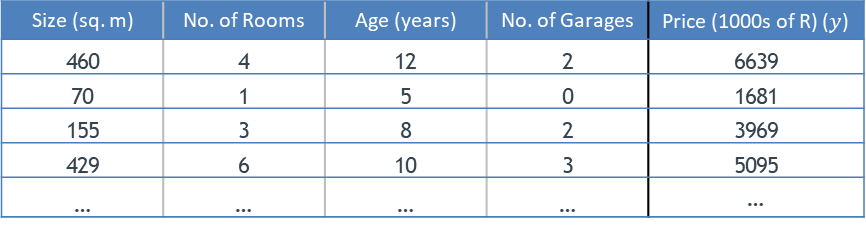 Size (sq. m) No. of Rooms Age (years) No. of Garages Price (1000s of R) (𝑦)
460 4 12 2 6639
70 1 5 0 1681
155 3 8 2 3969
429 6 10 3 5095
... ... ... ... ...